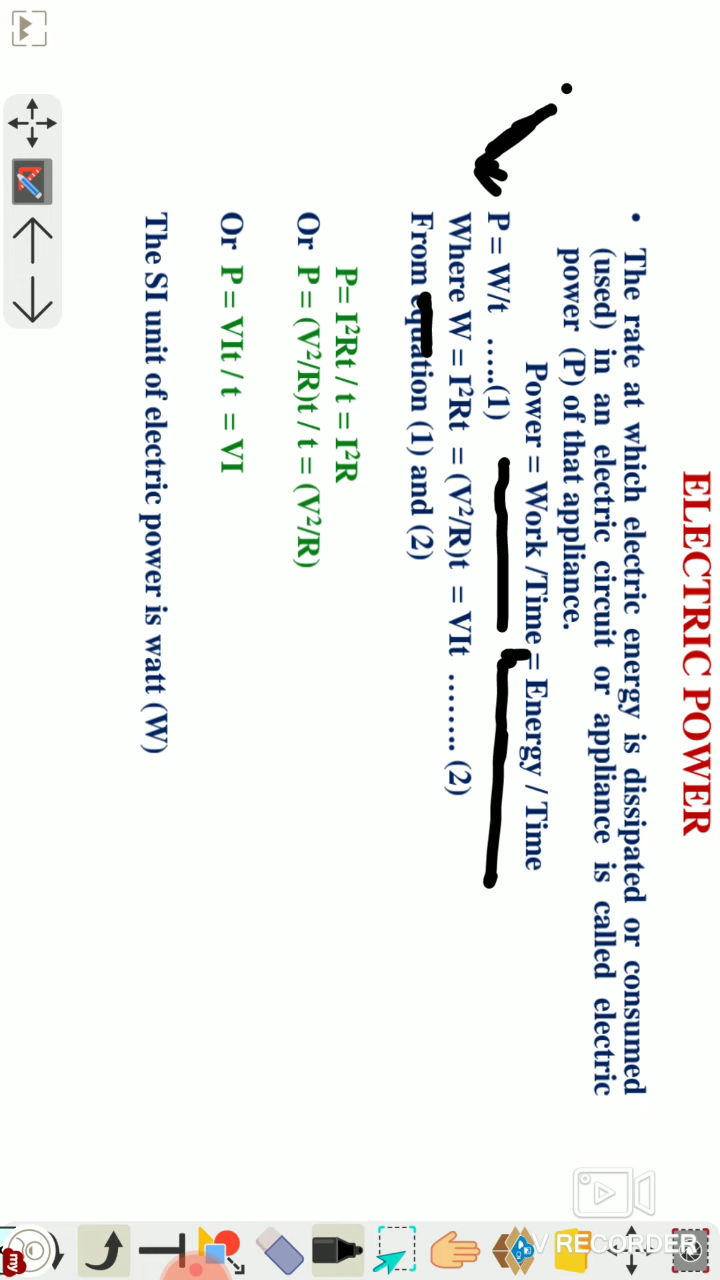 ELECTRIC POWER
• The rate at which electric energy is dissipated or consumed
(used) in an electric circuit or appliance is called electric
power (P) of that appliance.
Power = Work /Time = Energy / Time
P = W/t …..(1)
Where W = I²Rt = (V²/R)t = VIt …….. (2)
From equation (1) and (2)
P= I²Rt / t = I²R
Or P = (V²/R)t / t = (V²/R)
Or P = VIt / t = VI
The SI unit of electric power is watt (W)
V RECORDER